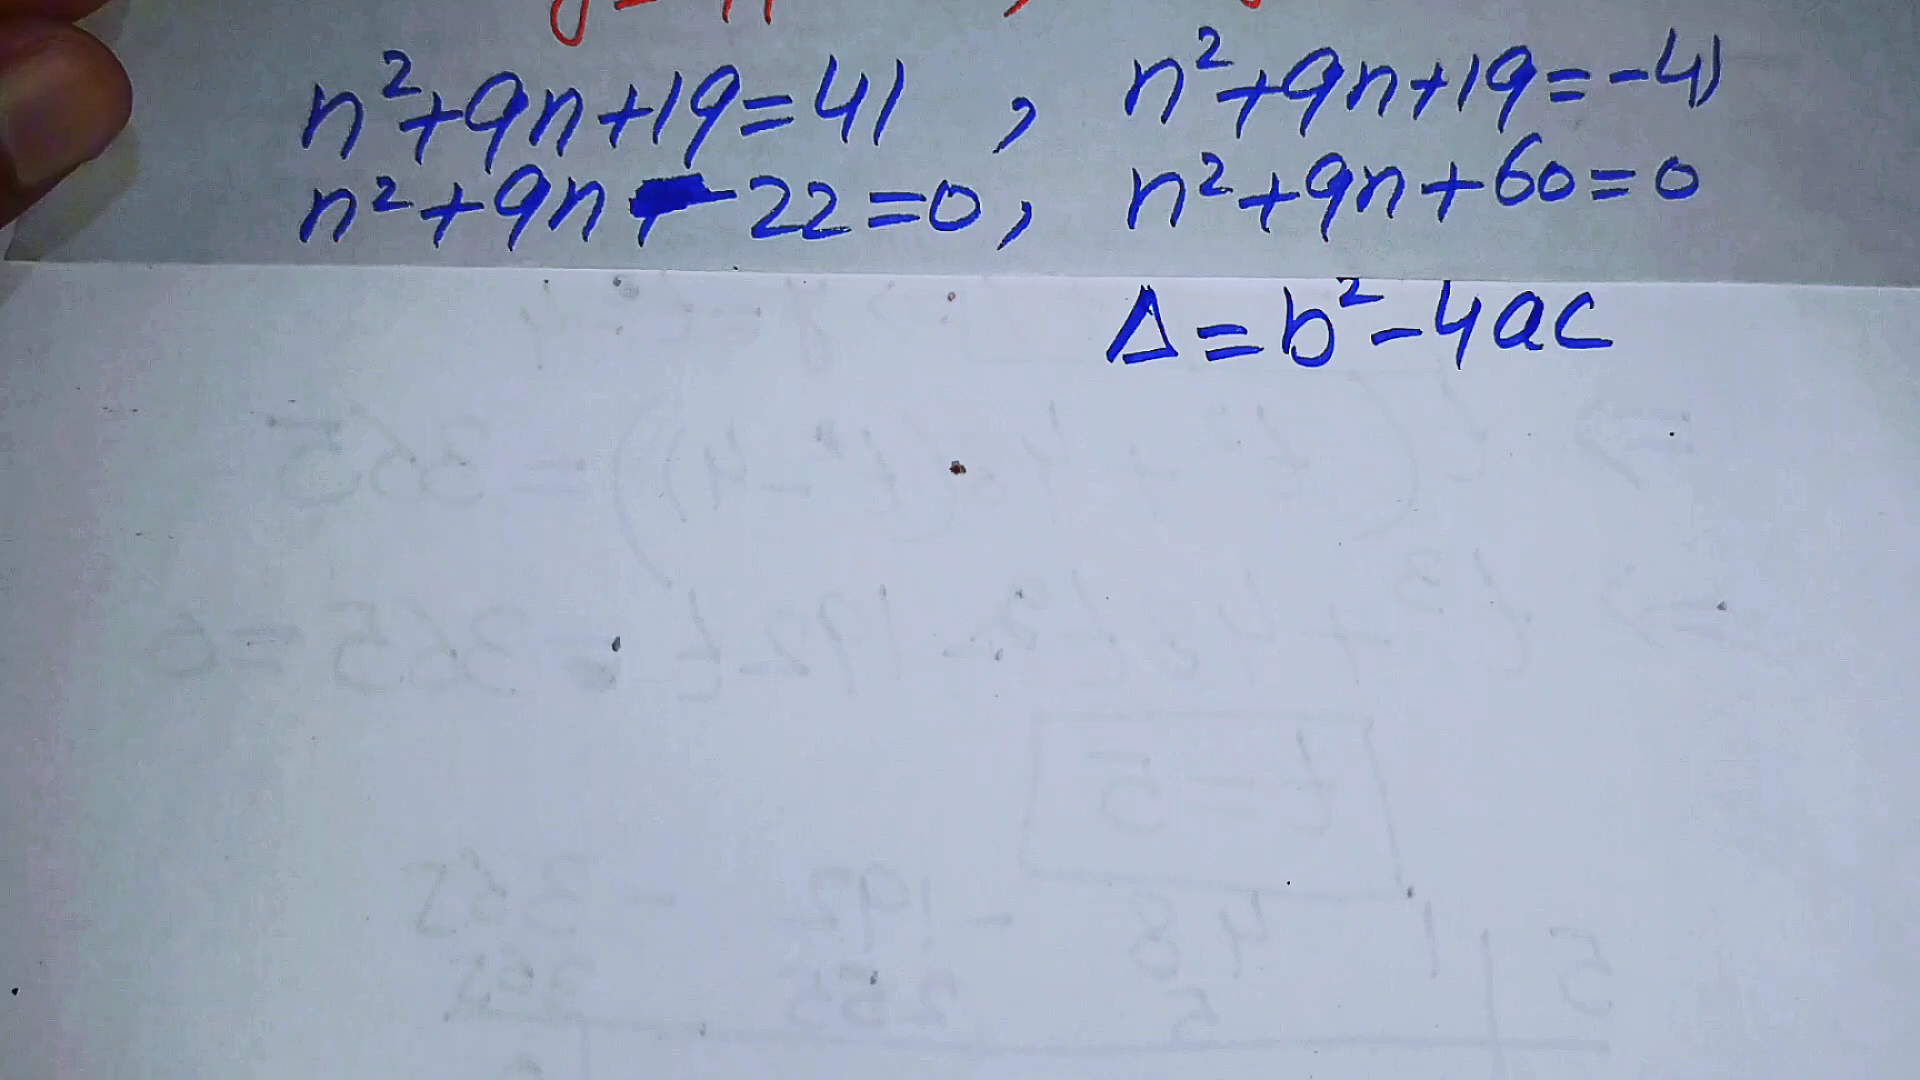 n²+9n+19=41 , n²+9n+19=-41
n²+9n-22=0, n²+9n+60=0
Δ=b²-4ac